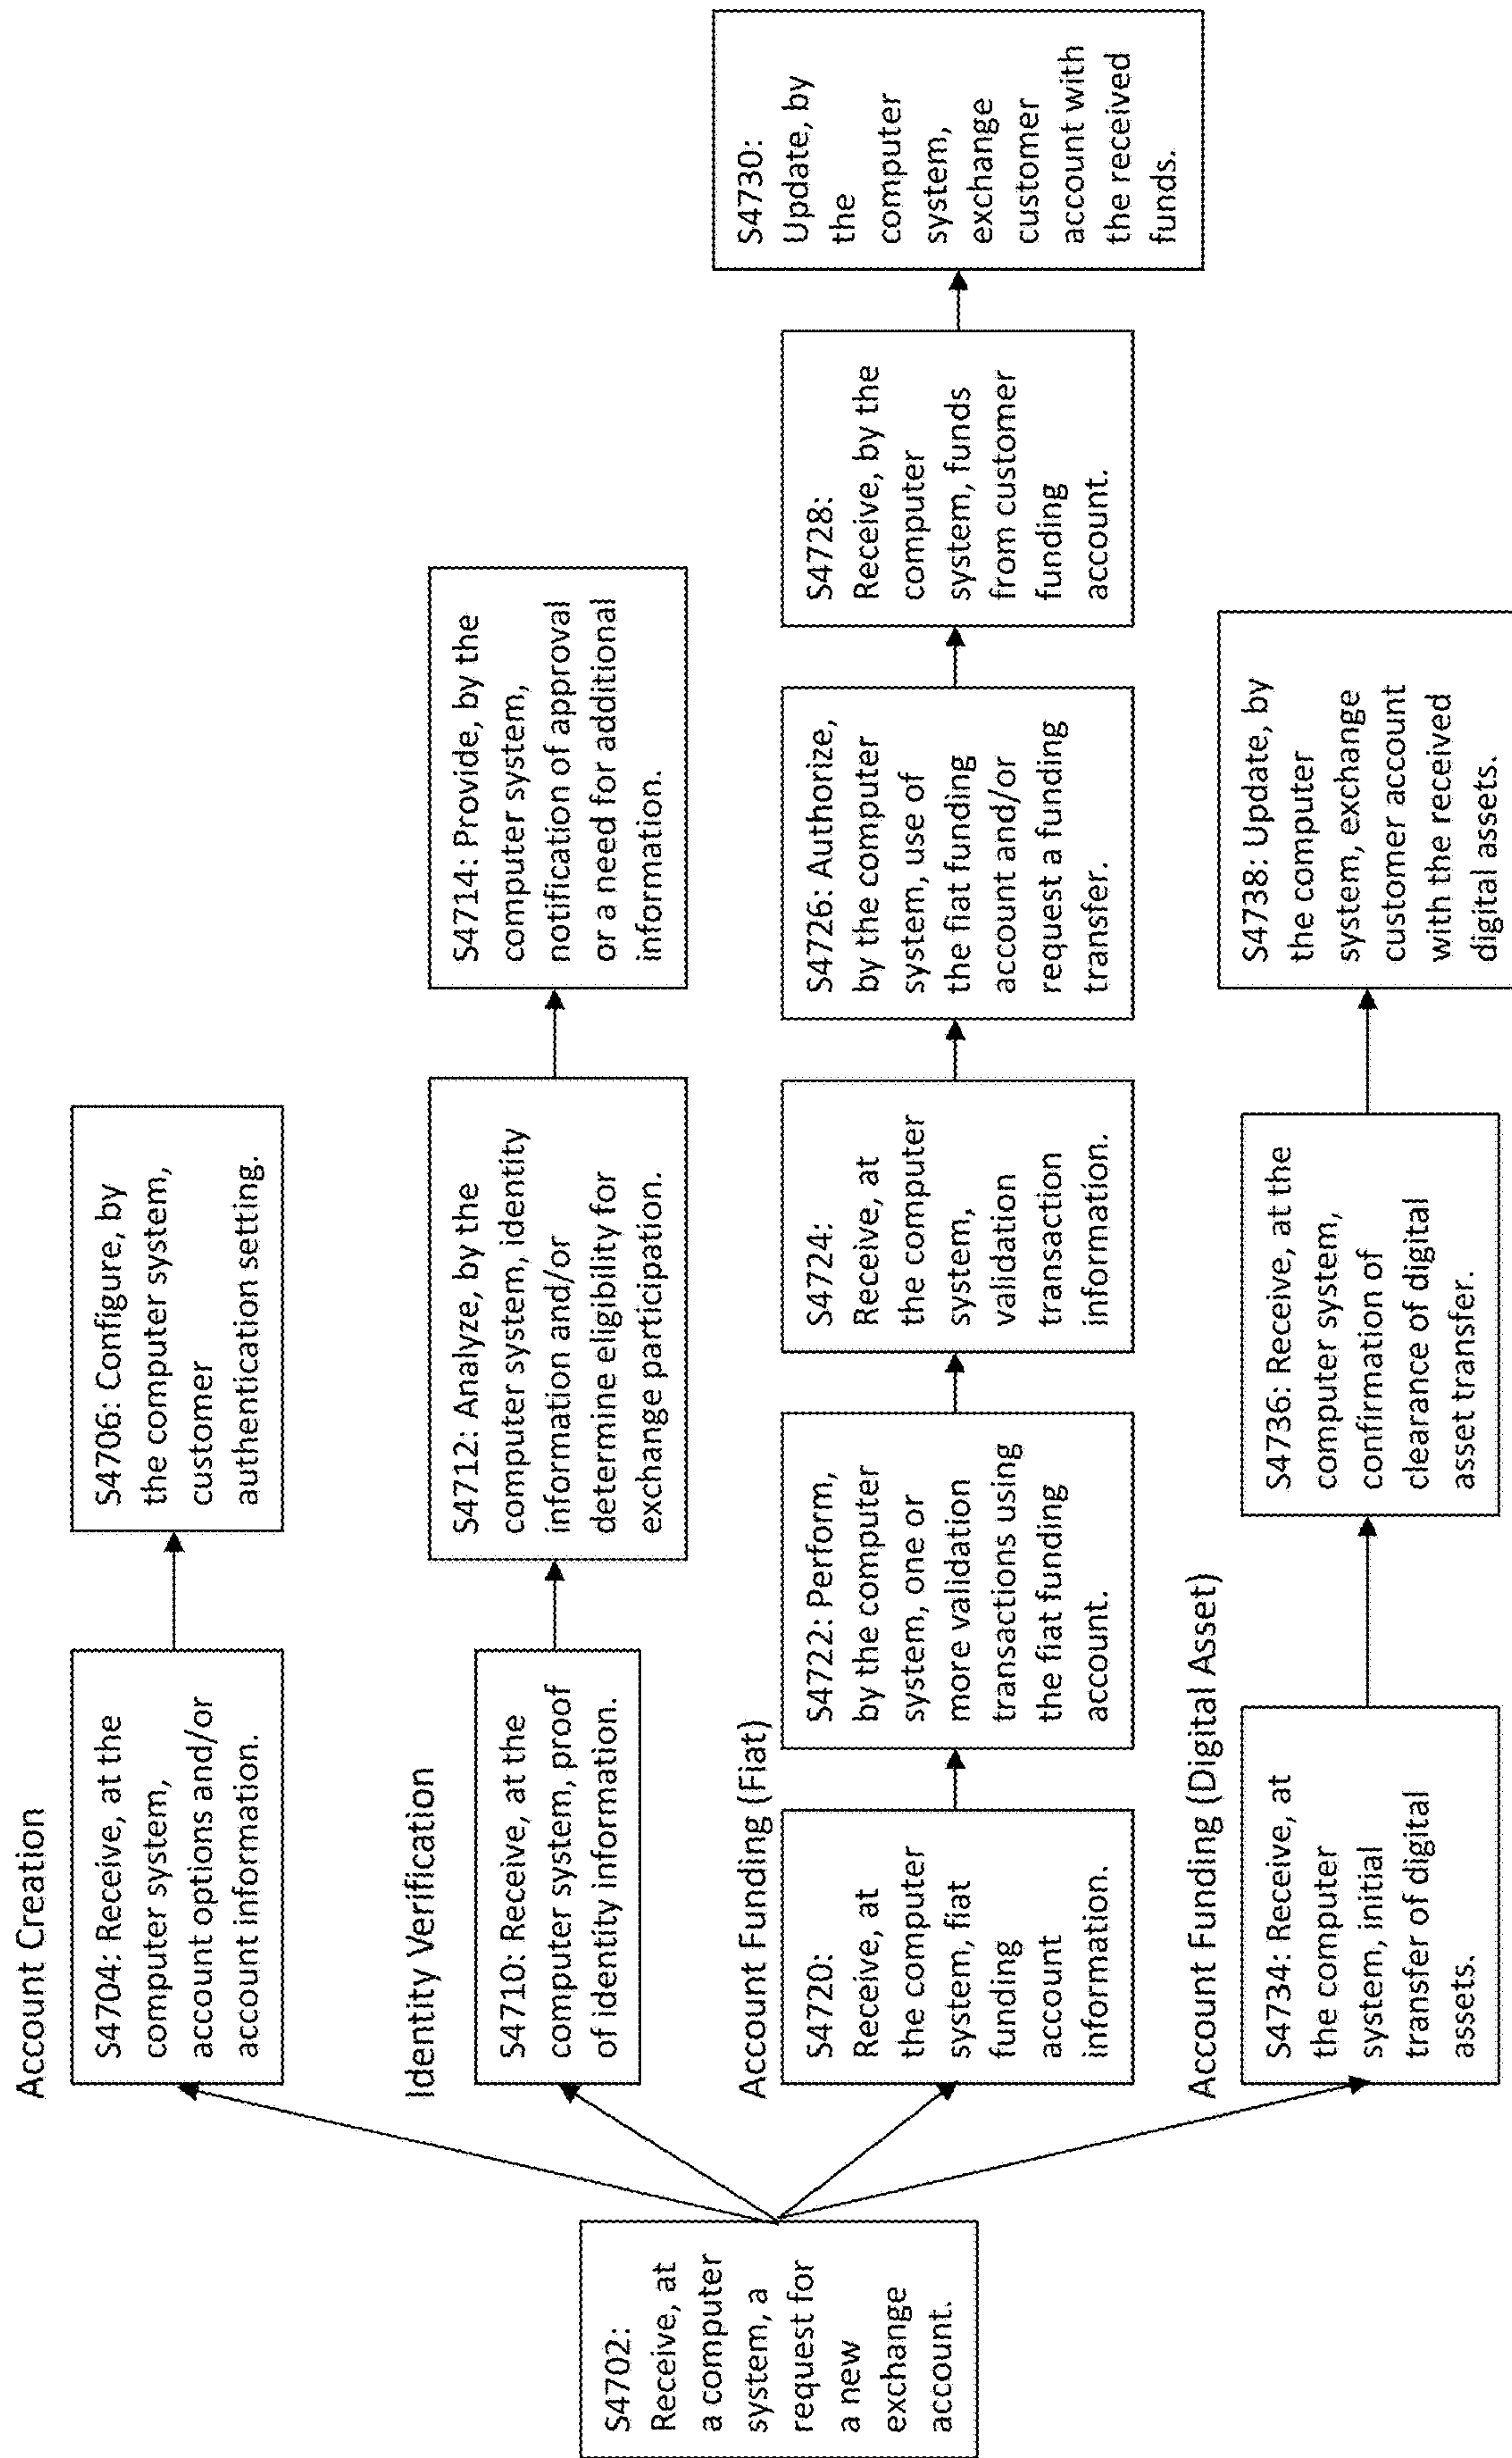 S4702:
Receive, at
a computer
system, a
request for
a new
exchange
account.
Account Creation
S4704: Receive, at the
computer system,
account options and/or
account information.
S4706: Configure, by
the computer system,
customer
authentication setting.
Identity Verification
S4710: Receive, at the
computer system, proof
of identity information.
S4712: Analyze, by the
computer system, identity
information and/or
determine eligibility for
exchange participation.
S4714: Provide, by the
computer system,
notification of approval
or a need for additional
information.
Account Funding (Fiat)
S4720:
Receive, at
the computer
system, fiat
funding
account
information.
S4722: Perform,
by the computer
system, one or
more validation
transactions using
the fiat funding
account.
S4724:
Receive, at
the computer
system,
validation
transaction
information.
S4726: Authorize,
by the computer
system, use of
the fiat funding
account and/or
request a funding
transfer.
S4728:
Receive, by the
computer
system, funds
from customer
funding
account.
S4730:
Update, by
the
computer
system,
exchange
customer
account with
the received
funds.
Account Funding (Digital Asset)
S4734: Receive, at
the computer
system, initial
transfer of digital
assets.
S4736: Receive, at the
computer system,
confirmation of
clearance of digital
asset transfer.
S4738: Update, by
the computer
system, exchange
customer account
with the received
digital assets.